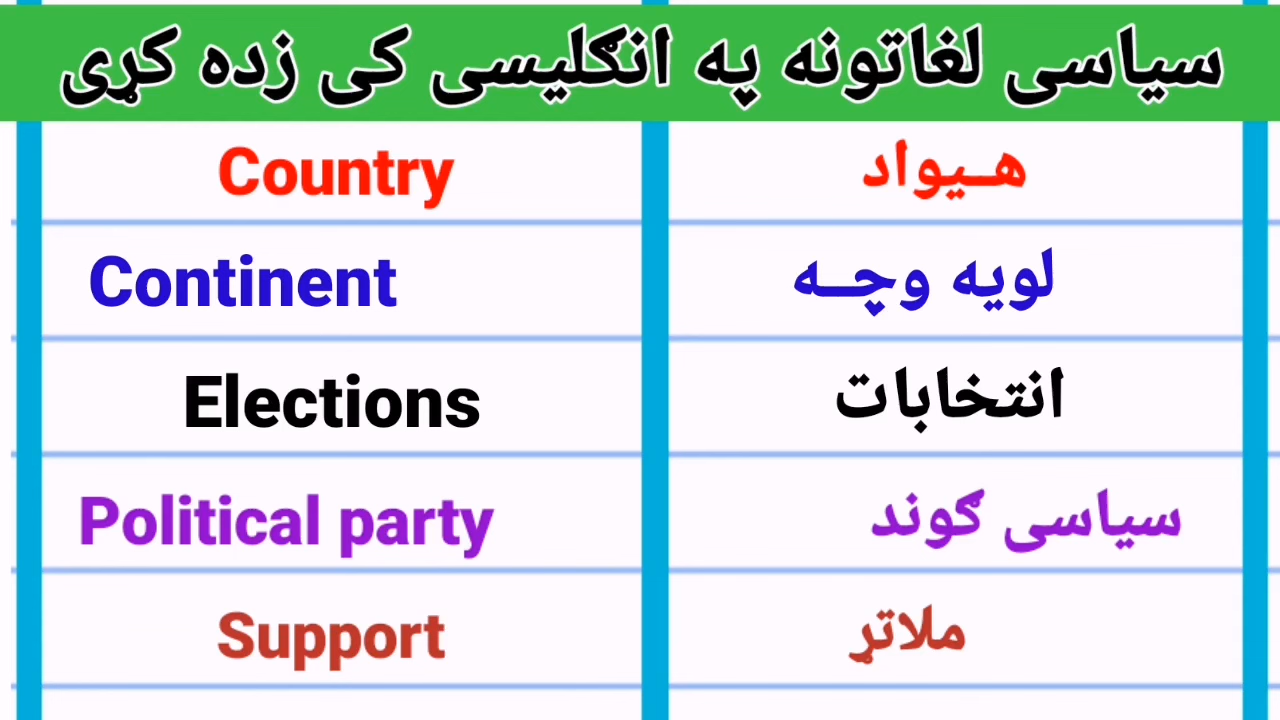 سیاسی لغاتونه په انګلیسی کی زده کړی
Country هـیواد
Continent لویه وچـه
Elections انتخابات
Political party سیاسی ګوند
Support ملاتړ